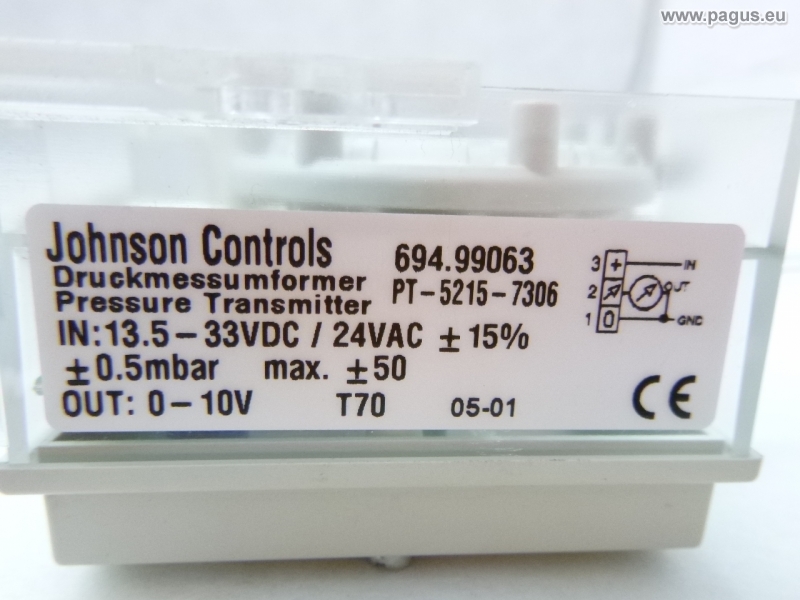 www.pagus.eu
Johnson Controls 694.99063
Druckmessumformer PT-5215-7306
Pressure Transmitter
IN: 13.5-33VDC / 24VAC ±15%
±0.5mbar max. ±50
OUT: 0-10V T70 05-01
3 + IN
2 OUT
1 0 GND
CE